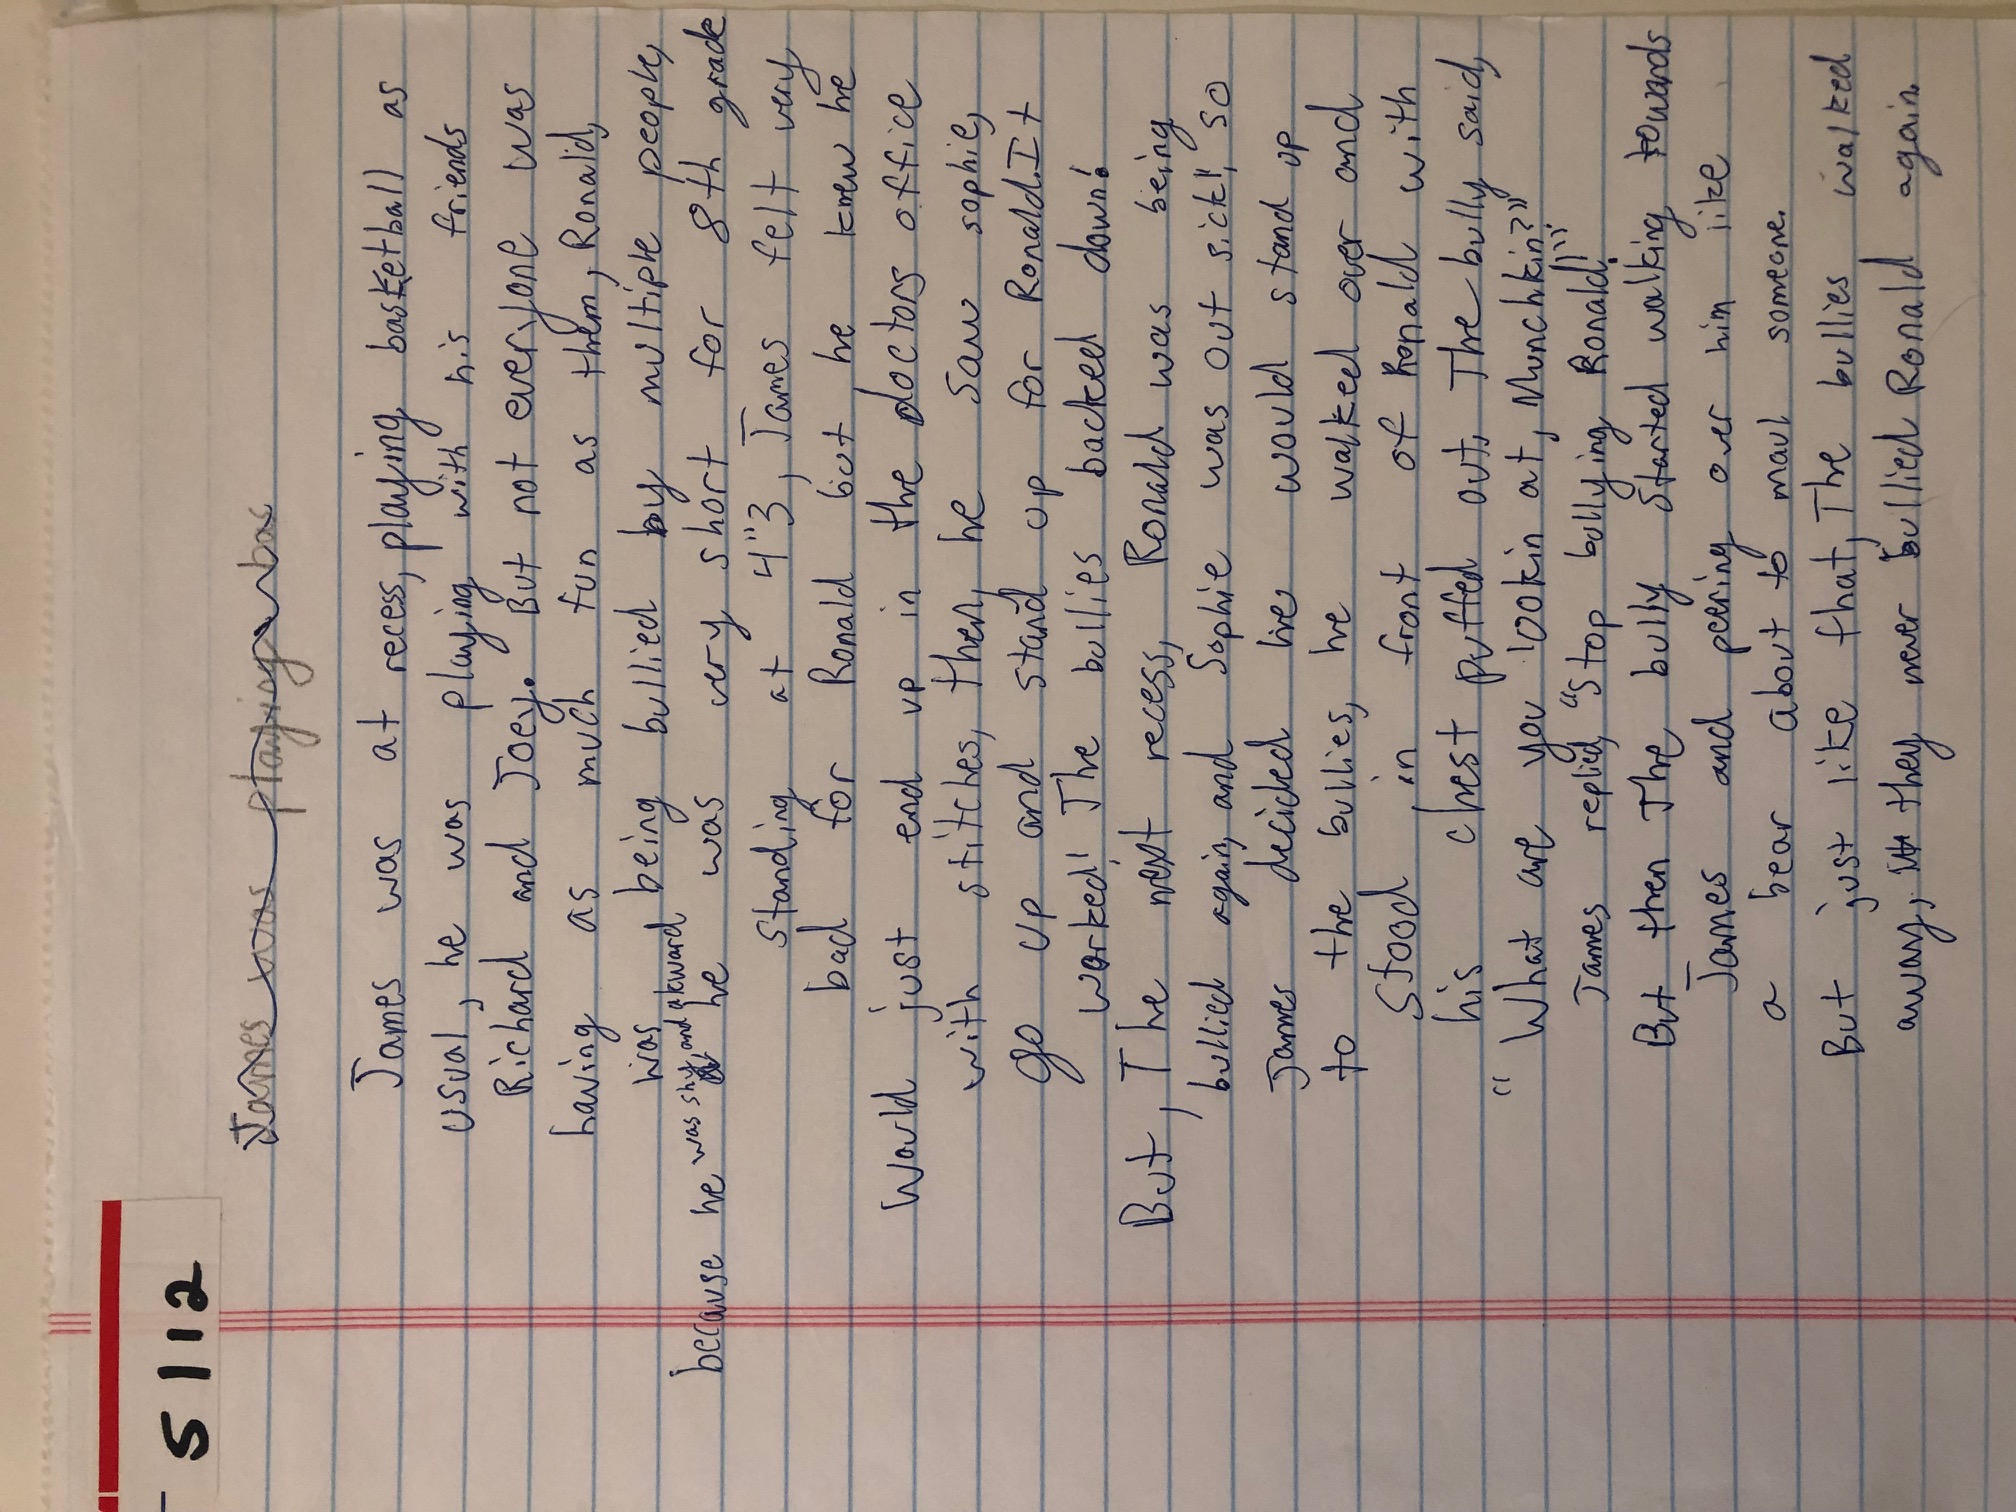 5/12
James was playing bas
James was at recess, playing basketball as
usual, he was playing with his friends
Richard and Joey. But not everyone was
having as much fun as them, Ronald,
was being bullied by multiple people,
because he was shy, and akward he was very short for 8th grade
standing at 4"3, James felt very
bad for Ronald but he knew he
would just end up in the doctors office
with stitches, then, he saw sophie,
go up and stand up for Ronald. It
worked! The bullies backed down!
But, The next recess, Ronald was being
bullied again, and Sophie was out sick!, so
James decided he would stand up
to the bullies, he walked over and
stood in front of Ronald with
his chest puffed out, The bully said,
"What are you lookin at, Munchkin?"
James replied, "Stop bullying Ronald!"
But then The bully started walking towards
James and peering over him like
a bear about to maul someone.
But just like that, The bullies walked
away, they never bullied Ronald again.